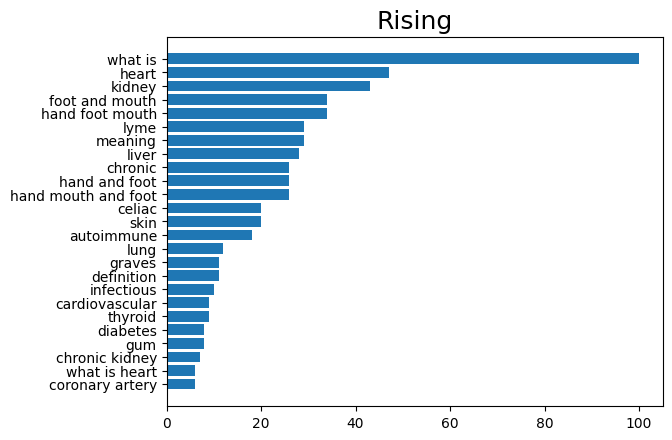 Rising
what is
heart
kidney
foot and mouth
hand foot mouth
lyme
meaning
liver
chronic
hand and foot
hand mouth and foot
celiac
skin
autoimmune
lung
graves
definition
infectious
cardiovascular
thyroid
diabetes
gum
chronic kidney
what is heart
coronary artery
0 20 40 60 80 100